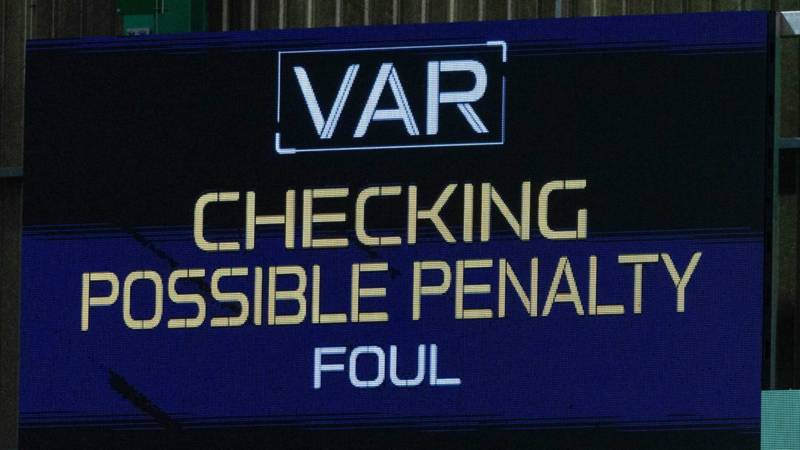 VAR
CHECKING
POSSIBLE PENALTY
FOUL